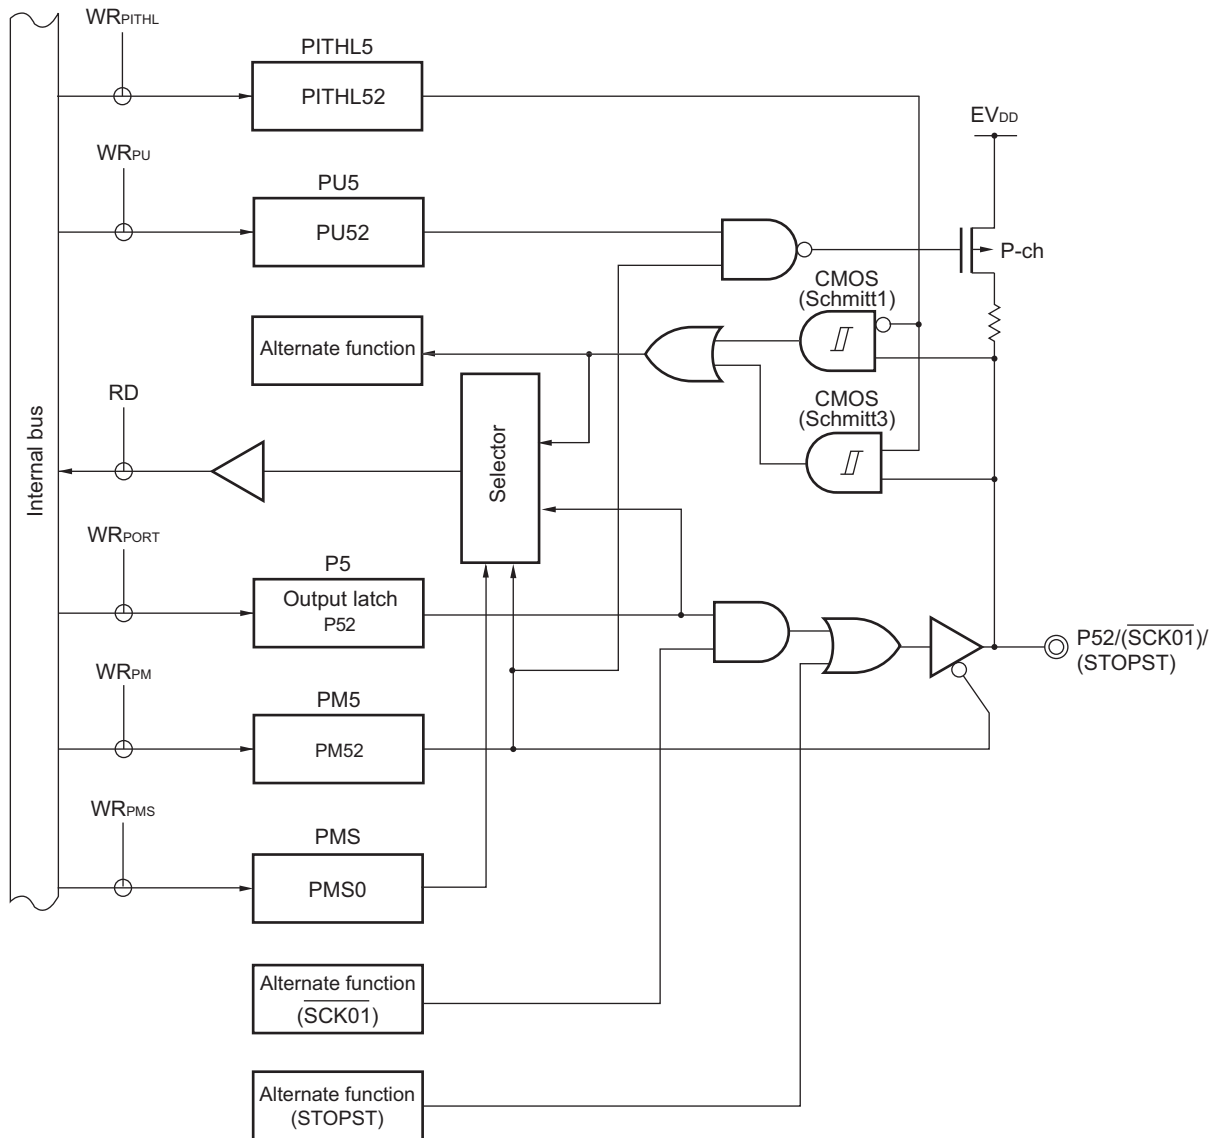 WRPITHL
PITHL5
PITHL52
EVDD
WRPU
PU5
PU52
P-ch
CMOS
(Schmitt1)
Alternate function
RD
Selector
CMOS
(Schmitt3)
Internal bus
WRPORT
P5
Output latch
P52
P52/(SCK01)/
(STOPST)
WRPM
PM5
PM52
WRPMS
PMS
PMS0
Alternate function
(SCK01)
Alternate function
(STOPST)